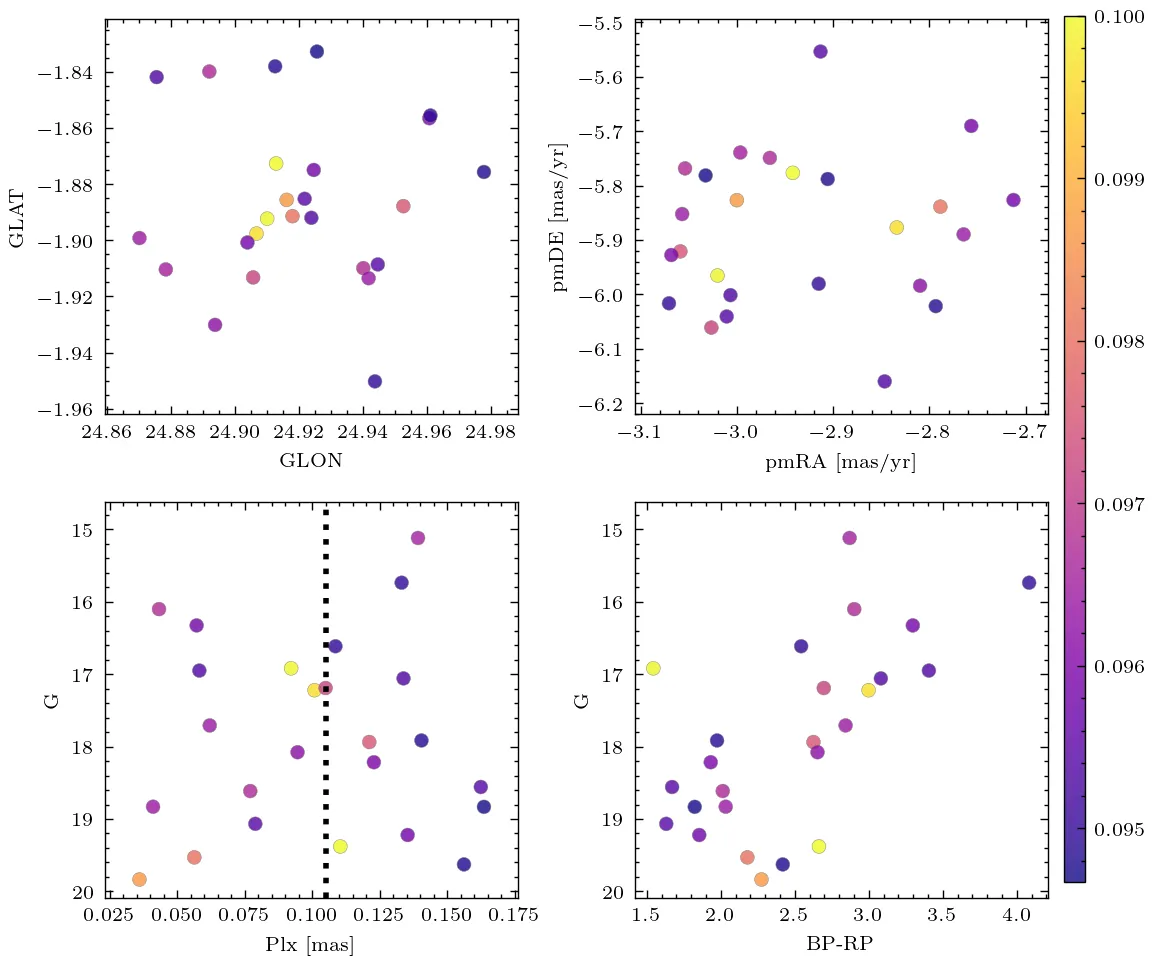 −1.84
−1.86
−1.88
−1.90
−1.92
−1.94
−1.96
GLAT
24.86 24.88 24.90 24.92 24.94 24.96 24.98
GLON
−5.5
−5.6
−5.7
−5.8
−5.9
−6.0
−6.1
−6.2
pmDE [mas/yr]
−3.1 −3.0 −2.9 −2.8 −2.7
pmRA [mas/yr]
0.100
0.099
0.098
0.097
0.096
0.095
15
16
17
18
19
20
G
0.025 0.050 0.075 0.100 0.125 0.150 0.175
Plx [mas]
15
16
17
18
19
20
G
1.5 2.0 2.5 3.0 3.5 4.0
BP-RP